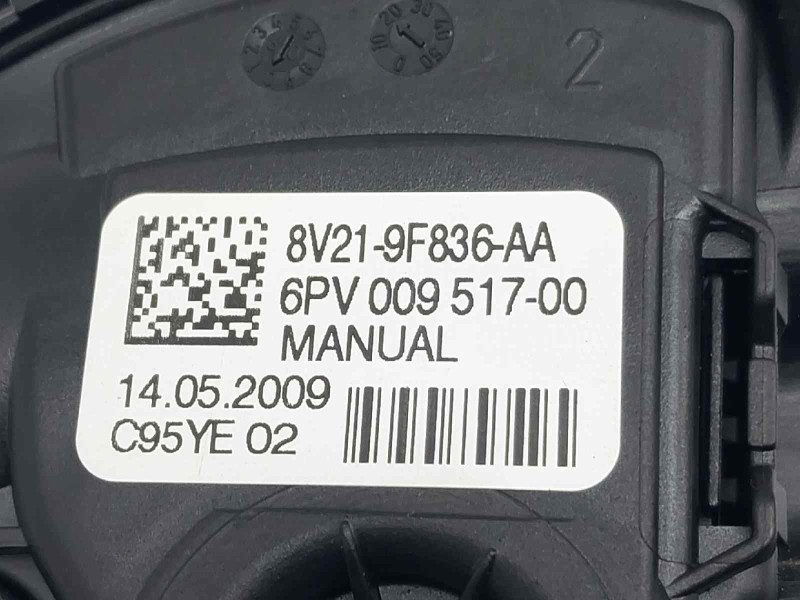 2
8V21-9F836-AA
6PV 009 517-00
MANUAL
14.05.2009
C95YE 02